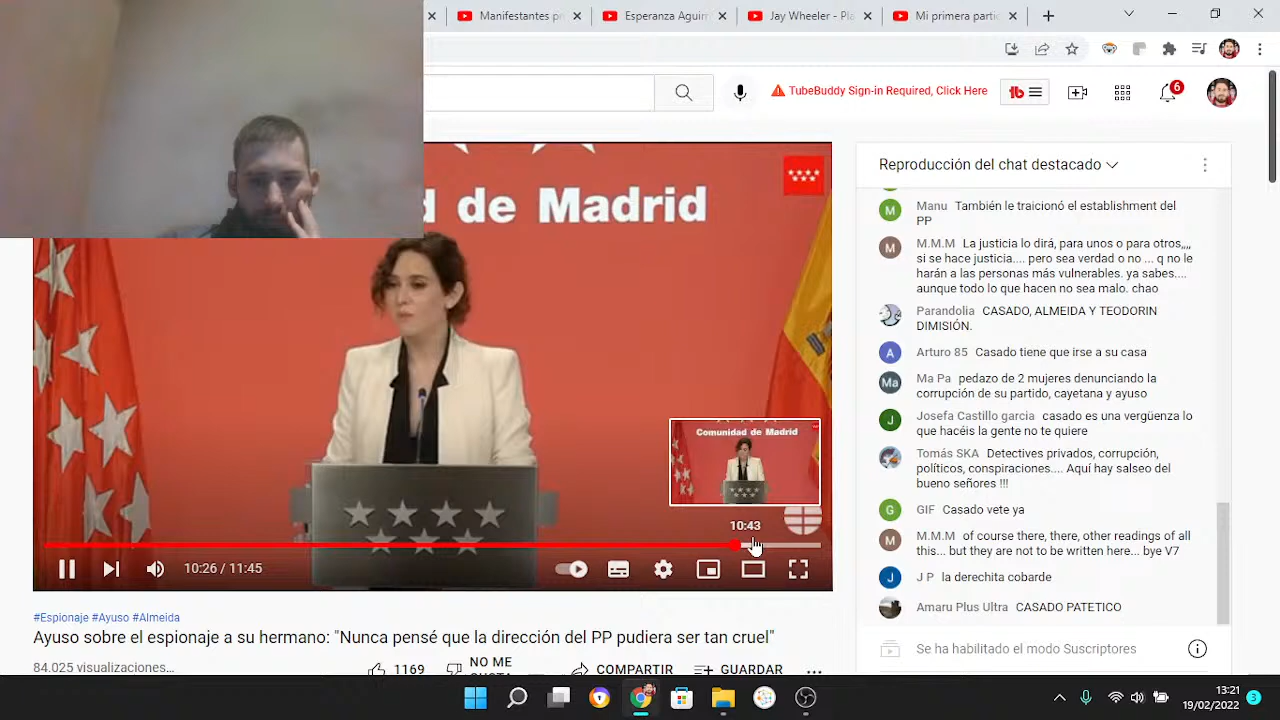 Manifestantes pr
Esperanza Aguirr
Jay Wheeler - Pla
Mi primera partic
TubeBuddy Sign-in Required, Click Here
tb
6
d de Madrid
Comunidad de Madrid
10:43
10:26 / 11:45
#Espionaje #Ayuso #Almeida
Ayuso sobre el espionaje a su hermano: "Nunca pensé que la dirección del PP pudiera ser tan cruel"
84.025 visualizaciones...
1169
NO ME
COMPARTIR
GUARDAR
Reproducción del chat destacado
M
Manu También le traicionó el establishment del
PP
M
M.M.M La justicia lo dirá, para unos o para otros,,,,
si se hace justicia.... pero sea verdad o no ... q no le
harán a las personas más vulnerables. ya sabes....
aunque todo lo que hacen no sea malo. chao
Parandolia CASADO, ALMEIDA Y TEODORIN
DIMISIÓN.
A
Arturo 85 Casado tiene que irse a su casa
Ma
Ma Pa pedazo de 2 mujeres denunciando la
corrupción de su partido, cayetana y ayuso
J
Josefa Castillo garcia casado es una vergüenza lo
que hacéis la gente no te quiere
Tomás SKA Detectives privados, corrupción,
políticos, conspiraciones.... Aquí hay salseo del
bueno señores !!!
G
GIF Casado vete ya
M
M.M.M of course there, there, other readings of all
this... but they are not to be written here... bye V7
J
J P la derechita cobarde
Amaru Plus Ultra CASADO PATETICO
Se ha habilitado el modo Suscriptores
13:21
19/02/2022
3